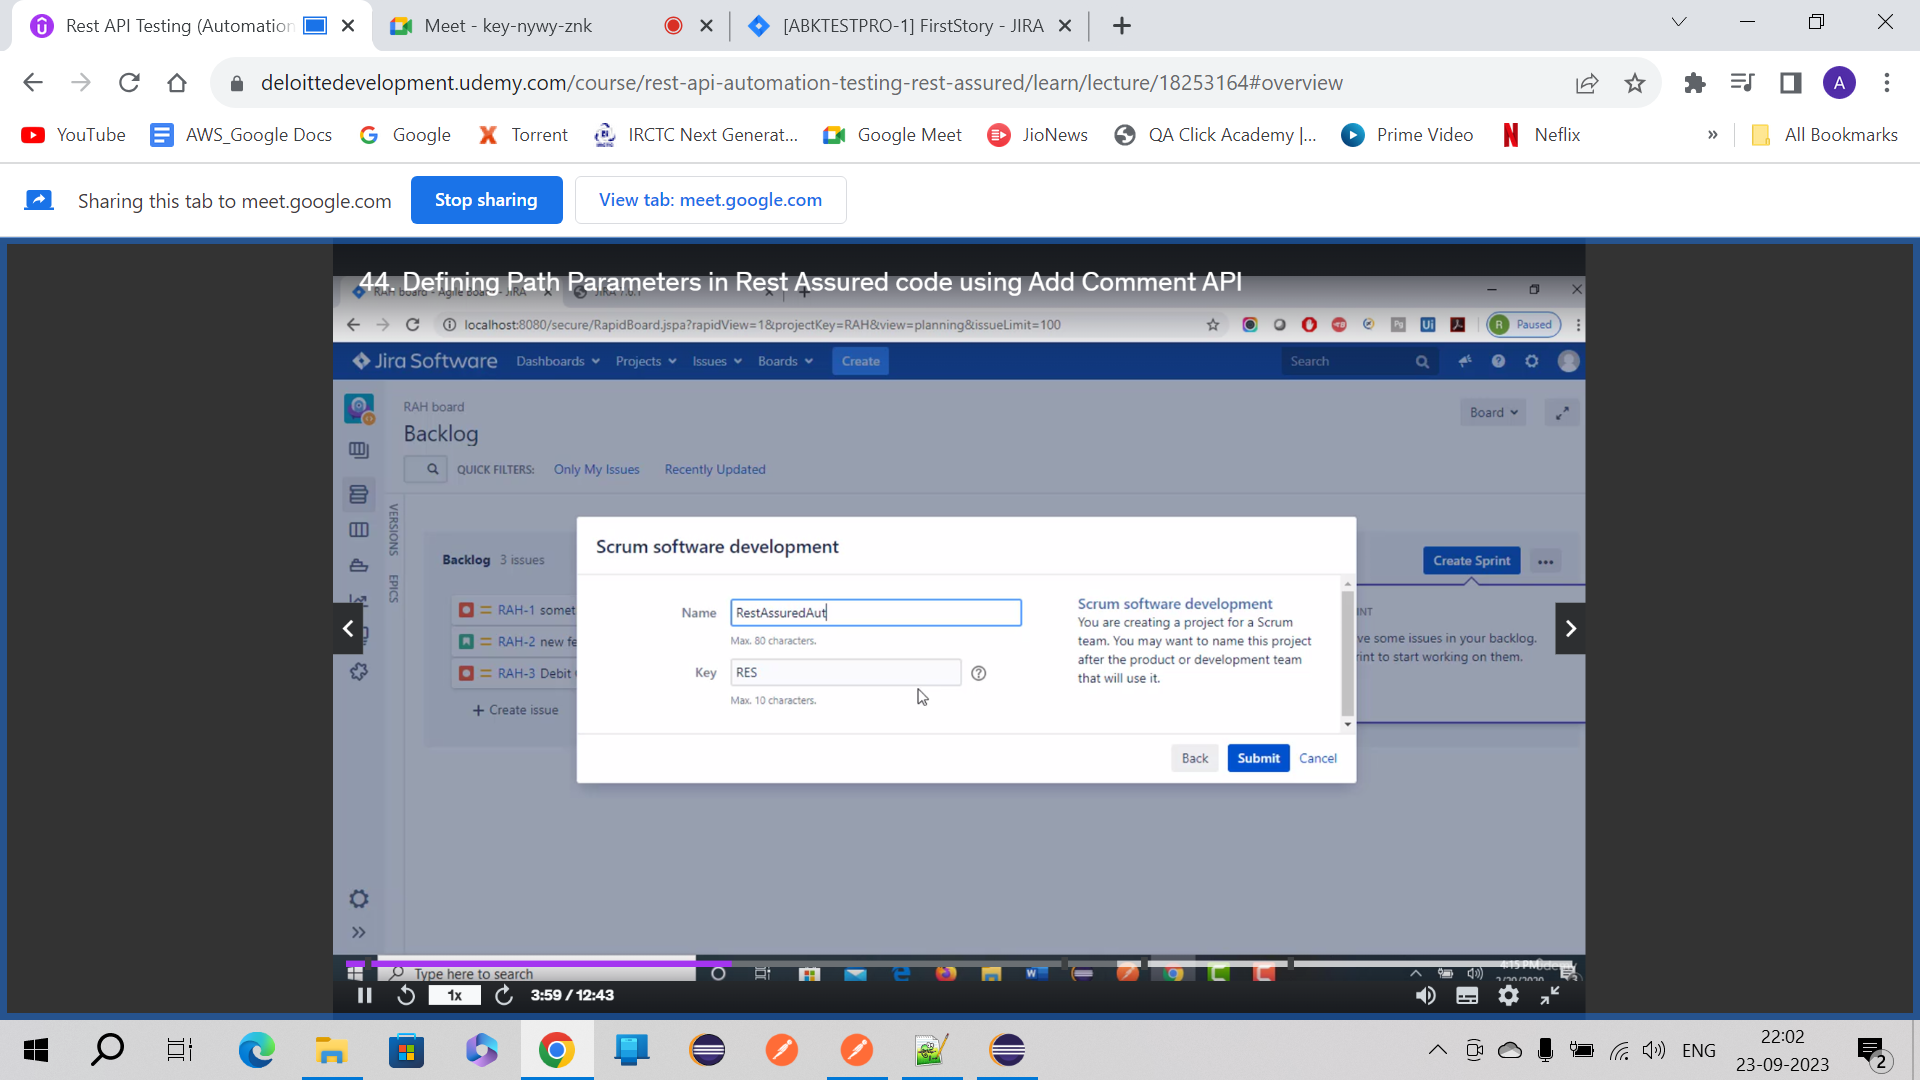 Rest API Testing (Automation
Meet - key-nywy-znk
[ABKTESTPRO-1] FirstStory - JIRA
deloittedevelopment.udemy.com/course/rest-api-automation-testing-rest-assured/learn/lecture/18253164#overview
A
YouTube
AWS_Google Docs
Google
Torrent
IRCTC Next Generat...
Google Meet
JioNews
QA Click Academy |...
Prime Video
Neflix
»
All Bookmarks
Sharing this tab to meet.google.com
Stop sharing
View tab: meet.google.com
44. Defining Path Parameters in Rest Assured code using Add Comment API
RAH board - Agile Board - JIRA
localhost:8080/secure/RapidBoard.jspa?rapidView=1&projectKey=RAH&view=planning&issueLimit=100
R Paused
Jira Software
Dashboards
Projects
Issues
Boards
Create
Search
RAH board
Board
Backlog
QUICK FILTERS:
Only My Issues
Recently Updated
VERSIONS
EPICS
Backlog 3 issues
Create Sprint
RAH-1 somet
RAH-2 new fe
RAH-3 Debit
+ Create issue
ve some issues in your backlog.
int to start working on them.
Scrum software development
Name RestAssuredAut
Max. 80 characters.
Key RES
Max. 10 characters.
Scrum software development
You are creating a project for a Scrum
team. You may want to name this project
after the product or development team
that will use it.
Back
Submit
Cancel
Type here to search
4:15 PM
1x
3:59 / 12:43
ENG
22:02
23-09-2023
2